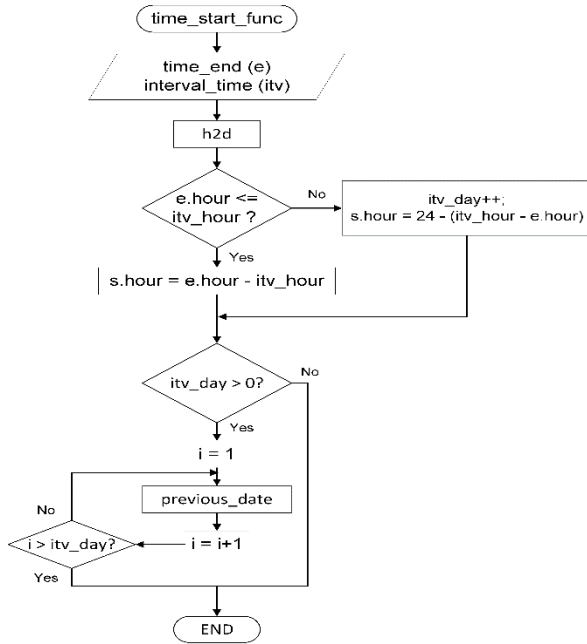 time_start_func
time_end (e)
interval_time (itv)
h2d
e.hour <=
itv_hour ?
No
itv_day++;
s.hour = 24 - (itv_hour - e.hour)
Yes
s.hour = e.hour - itv_hour
itv_day > 0?
No
Yes
i = 1
previous_date
No
i > itv_day?
i = i+1
Yes
END